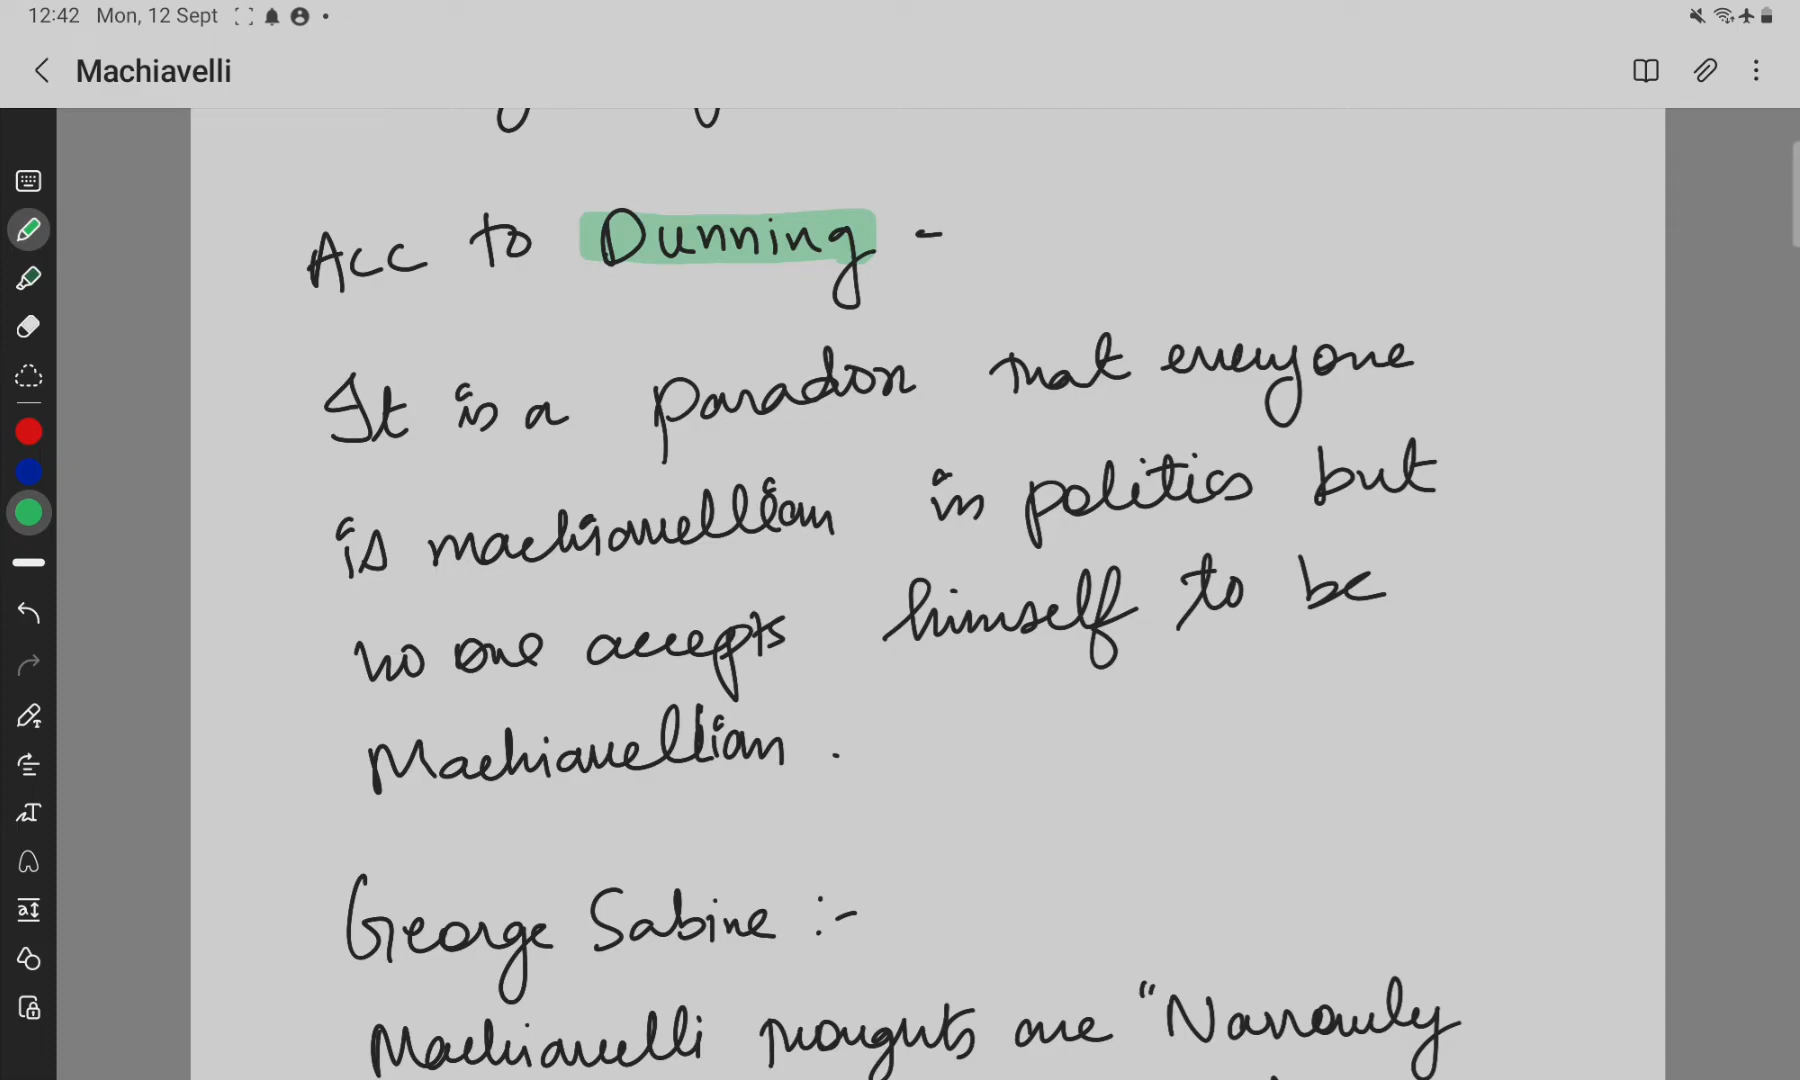 12:42 Mon, 12 Sept
Machiavelli
Acc to Dunning -
It is a paradox that everyone
is machiavellian in politics but
no one accepts himself to be
Machiavellian .
George Sabine :-
Machiavelli thoughts are "Narrowly